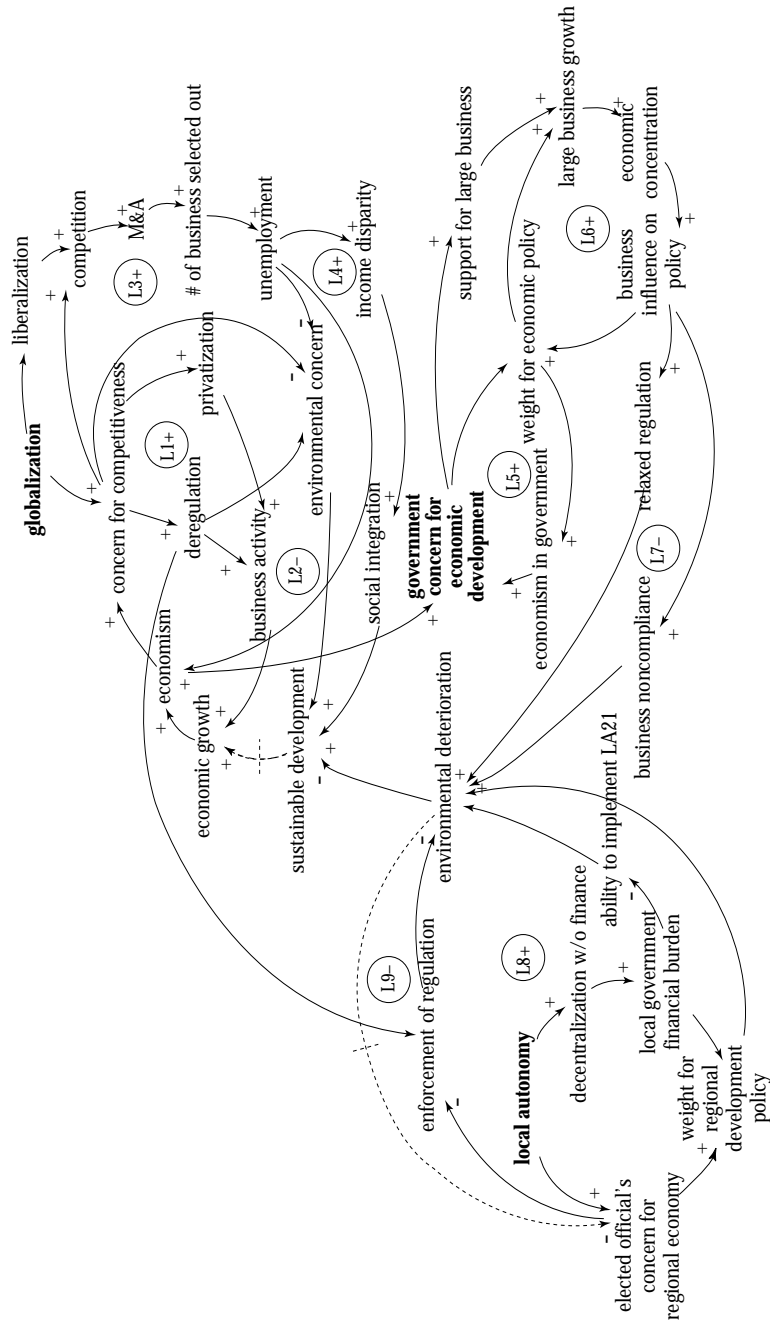 globalization
liberalization
+
competition
+
+
concern for competitiveness
+
+
M&A
+
L3+
# of business selected out
+
privatization
+
L1+
deregulation
+
unemployment
+
L4+
income disparity
+
environmental concern
-
-
business activity
+
+
L2-
social integration
+
economism
+
+
economic growth
+
+
sustainable development
+
+
-
government
concern for
economic
development
+
+
support for large business
+
large business growth
+
+
weight for economic policy
+
economic
concentration
+
L6+
business
influence on
policy
+
L5+
economism in government
+
relaxed regulation
+
L7-
business noncompliance
+
environmental deterioration
+
+
-
enforcement of regulation
-
L9-
local autonomy
L8+
decentralization w/o finance
+
ability to implement LA21
-
local government
financial burden
+
weight for
regional
development
policy
+
elected official's
concern for
regional economy
+
-